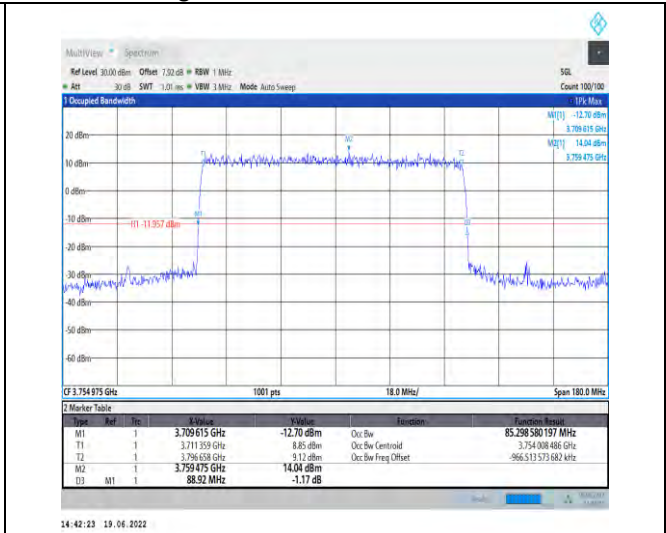 MultiView Spectrum
Ref Level 30.00 dBm Offset 7.92 dB RBW 1 MHz SGL
Att 30 dB SWT 1.01 ms VBW 3 MHz Mode Auto Sweep Count 100/100
1 Occupied Bandwidth 1Pk Max
M1[1] -12.70 dBm
3.709 615 GHz
M2[1] 14.04 dBm
3.759 475 GHz
20 dBm
M2
T1
T2
10 dBm
0 dBm
M1
-10 dBm
H1 -11.957 dBm
-20 dBm
-30 dBm
-40 dBm
-50 dBm
-60 dBm
CF 3.754 975 GHz 1001 pts 18.0 MHz/ Span 180.0 MHz
2 Marker Table
Type Ref Trc X-Value Y-Value Function Function Result
M1 1 3.709 615 GHz -12.70 dBm Occ Bw 85.298 580 197 MHz
T1 1 3.711 359 GHz 8.85 dBm Occ Bw Centroid 3.754 008 486 GHz
T2 1 3.796 658 GHz 9.12 dBm Occ Bw Freq Offset -966.513 573 682 kHz
M2 1 3.759 475 GHz 14.04 dBm
D3 M1 1 88.92 MHz -1.17 dB
14:42:23 19.06.2022